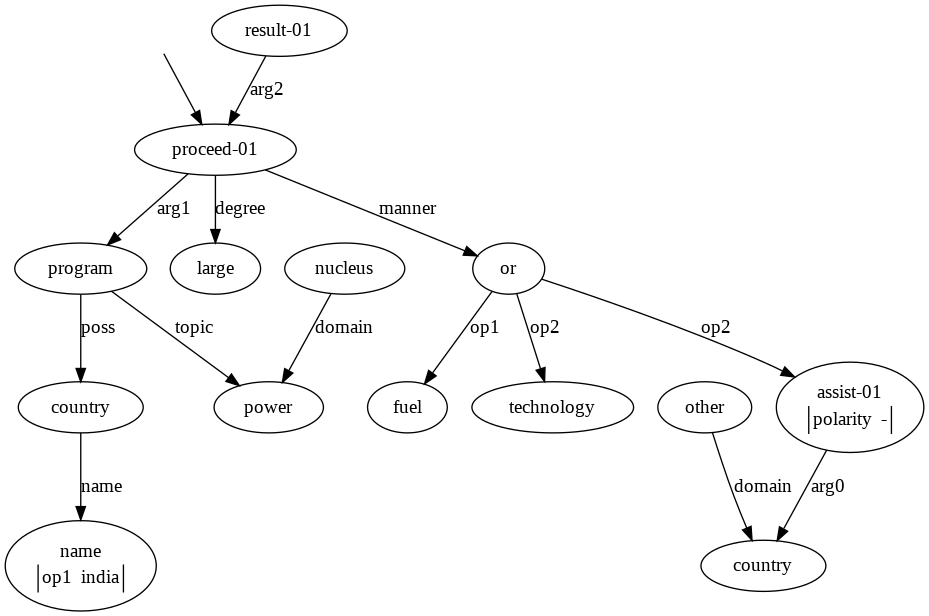 result-01
arg2
proceed-01
arg1 degree manner
program large nucleus or
poss topic domain op1 op2 op2
country power fuel technology other assist-01
polarity -
name domain arg0
name
op1 india
country